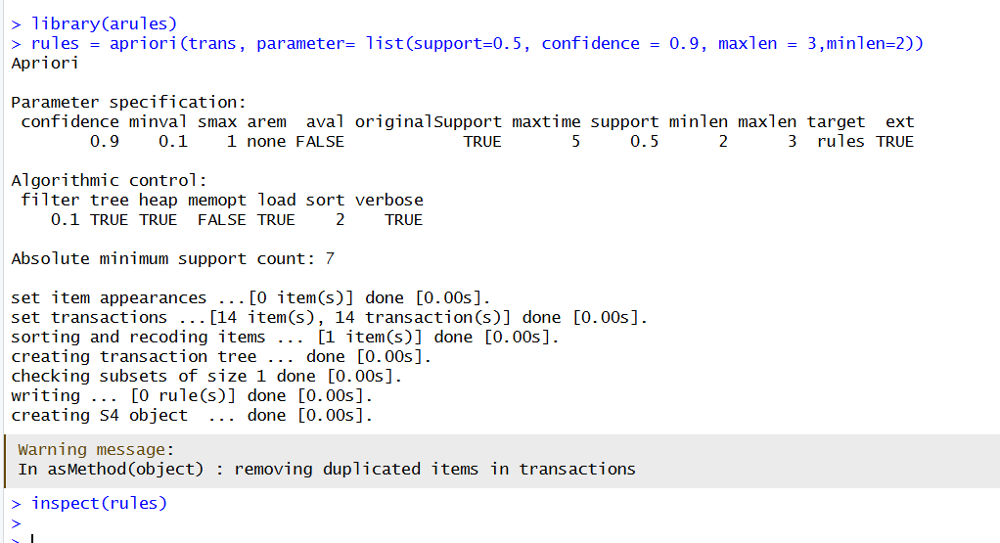 > library(arules)
> rules = apriori(trans, parameter= list(support=0.5, confidence = 0.9, maxlen = 3,minlen=2))
Apriori
Parameter specification:
confidence minval smax arem  aval originalSupport maxtime support minlen maxlen target  ext
0.9    0.1    1 none FALSE            TRUE       5     0.5      2      3  rules TRUE
Algorithmic control:
filter tree heap memopt load sort verbose
0.1 TRUE TRUE  FALSE TRUE    2    TRUE
Absolute minimum support count: 7
set item appearances ...[0 item(s)] done [0.00s].
set transactions ...[14 item(s), 14 transaction(s)] done [0.00s].
sorting and recoding items ... [1 item(s)] done [0.00s].
creating transaction tree ... done [0.00s].
checking subsets of size 1 done [0.00s].
writing ... [0 rule(s)] done [0.00s].
creating S4 object  ... done [0.00s].
Warning message:
In asMethod(object) : removing duplicated items in transactions
> inspect(rules)
>
>